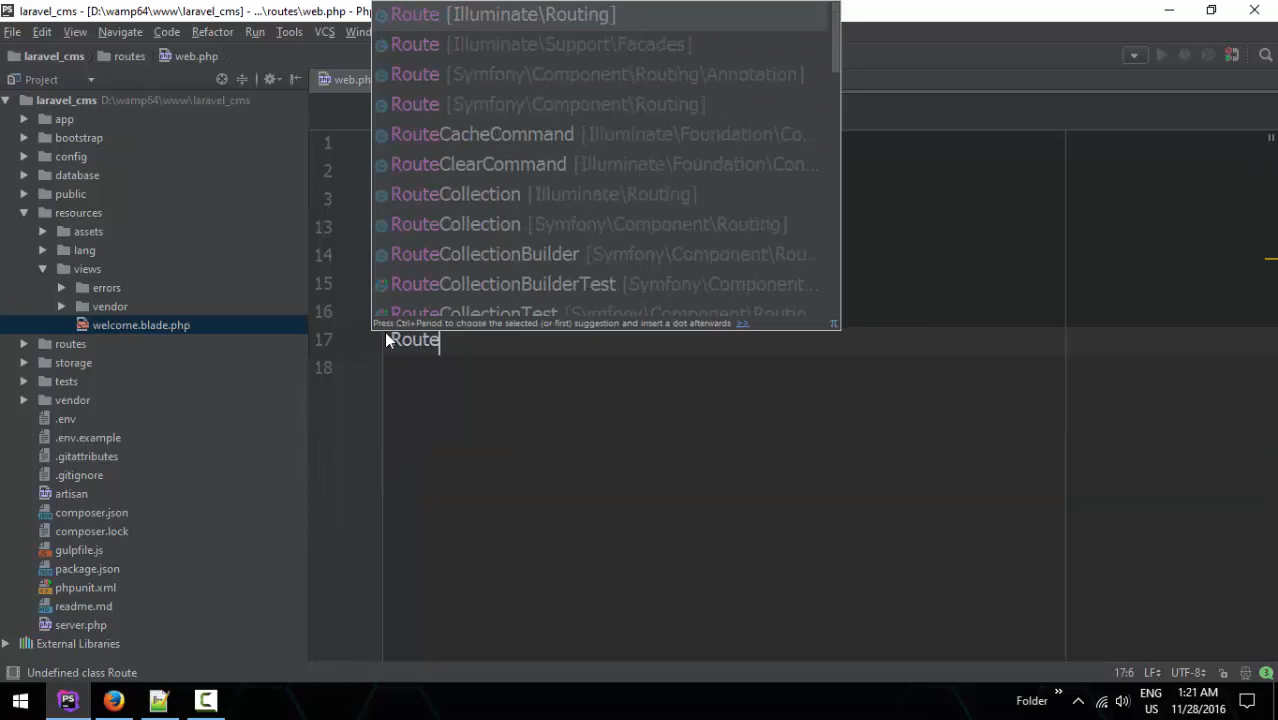 laravel_cms - [D:\wamp64\www\laravel_cms] - ...\routes\web.php - Ph
File Edit View Navigate Code Refactor Run Tools VCS Wind
laravel_cms routes web.php
Project
web.ph
laravel_cms D:\wamp64\www\laravel_cms
app
bootstrap
config
database
public
resources
assets
lang
views
errors
vendor
welcome.blade.php
routes
storage
tests
vendor
.env
.env.example
.gitattributes
.gitignore
artisan
composer.json
composer.lock
gulpfile.js
package.json
phpunit.xml
readme.md
server.php
External Libraries
Route [Illuminate\Routing]
Route [Illuminate\Support\Facades]
Route [Symfony\Component\Routing\Annotation]
Route [Symfony\Component\Routing]
RouteCacheCommand [Illuminate\Foundation\Co...
RouteClearCommand [Illuminate\Foundation\Con...
RouteCollection [Illuminate\Routing]
RouteCollection [Symfony\Component\Routing]
RouteCollectionBuilder [Symfony\Component\Rou...
RouteCollectionBuilderTest [Symfony\Component...
RouteCollectionTest [Symfony\Component\Routin
Press Ctrl+Period to choose the selected (or first) suggestion and insert a dot afterwards >> π
1
2
3
13
14
15
16
17 Route
18
Undefined class Route 17:6 LF÷ UTF-8÷ 3
Folder » ENG 1:21 AM
US 11/28/2016